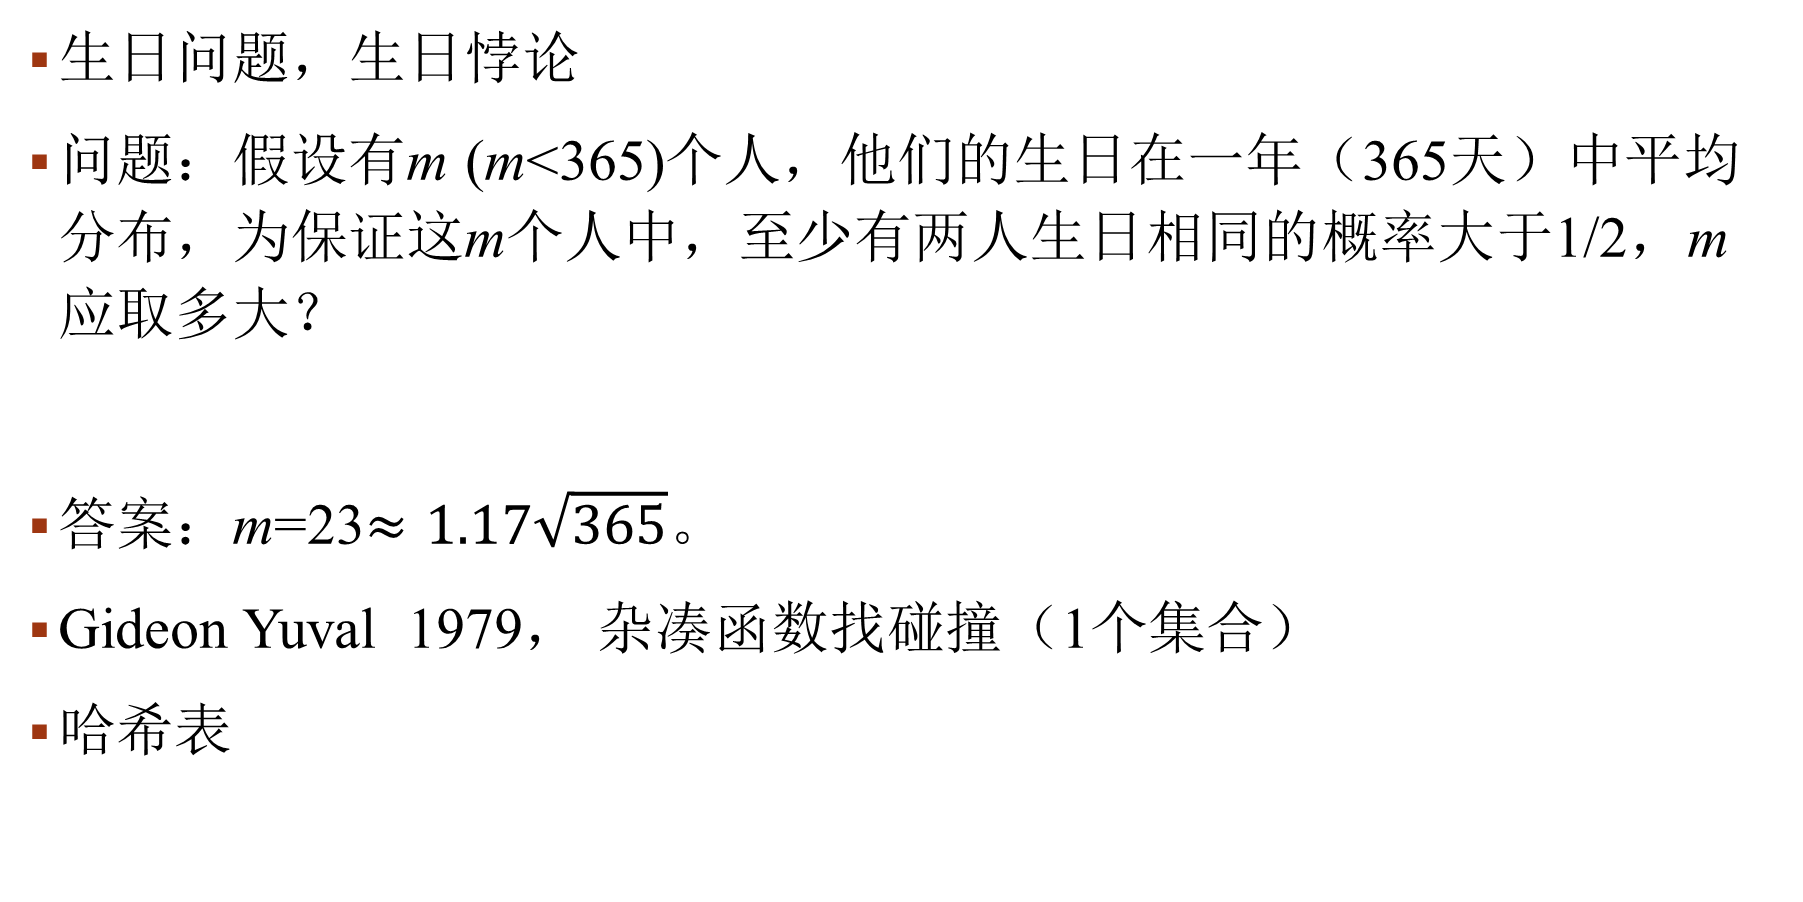 ▪生日问题，生日悖论
▪问题：假设有m (m<365)个人，他们的生日在一年（365天）中平均
分布，为保证这m个人中，至少有两人生日相同的概率大于1/2，m
应取多大？
▪答案：m=23≈ 1.17√365。
▪Gideon Yuval 1979， 杂凑函数找碰撞（1个集合）
▪哈希表